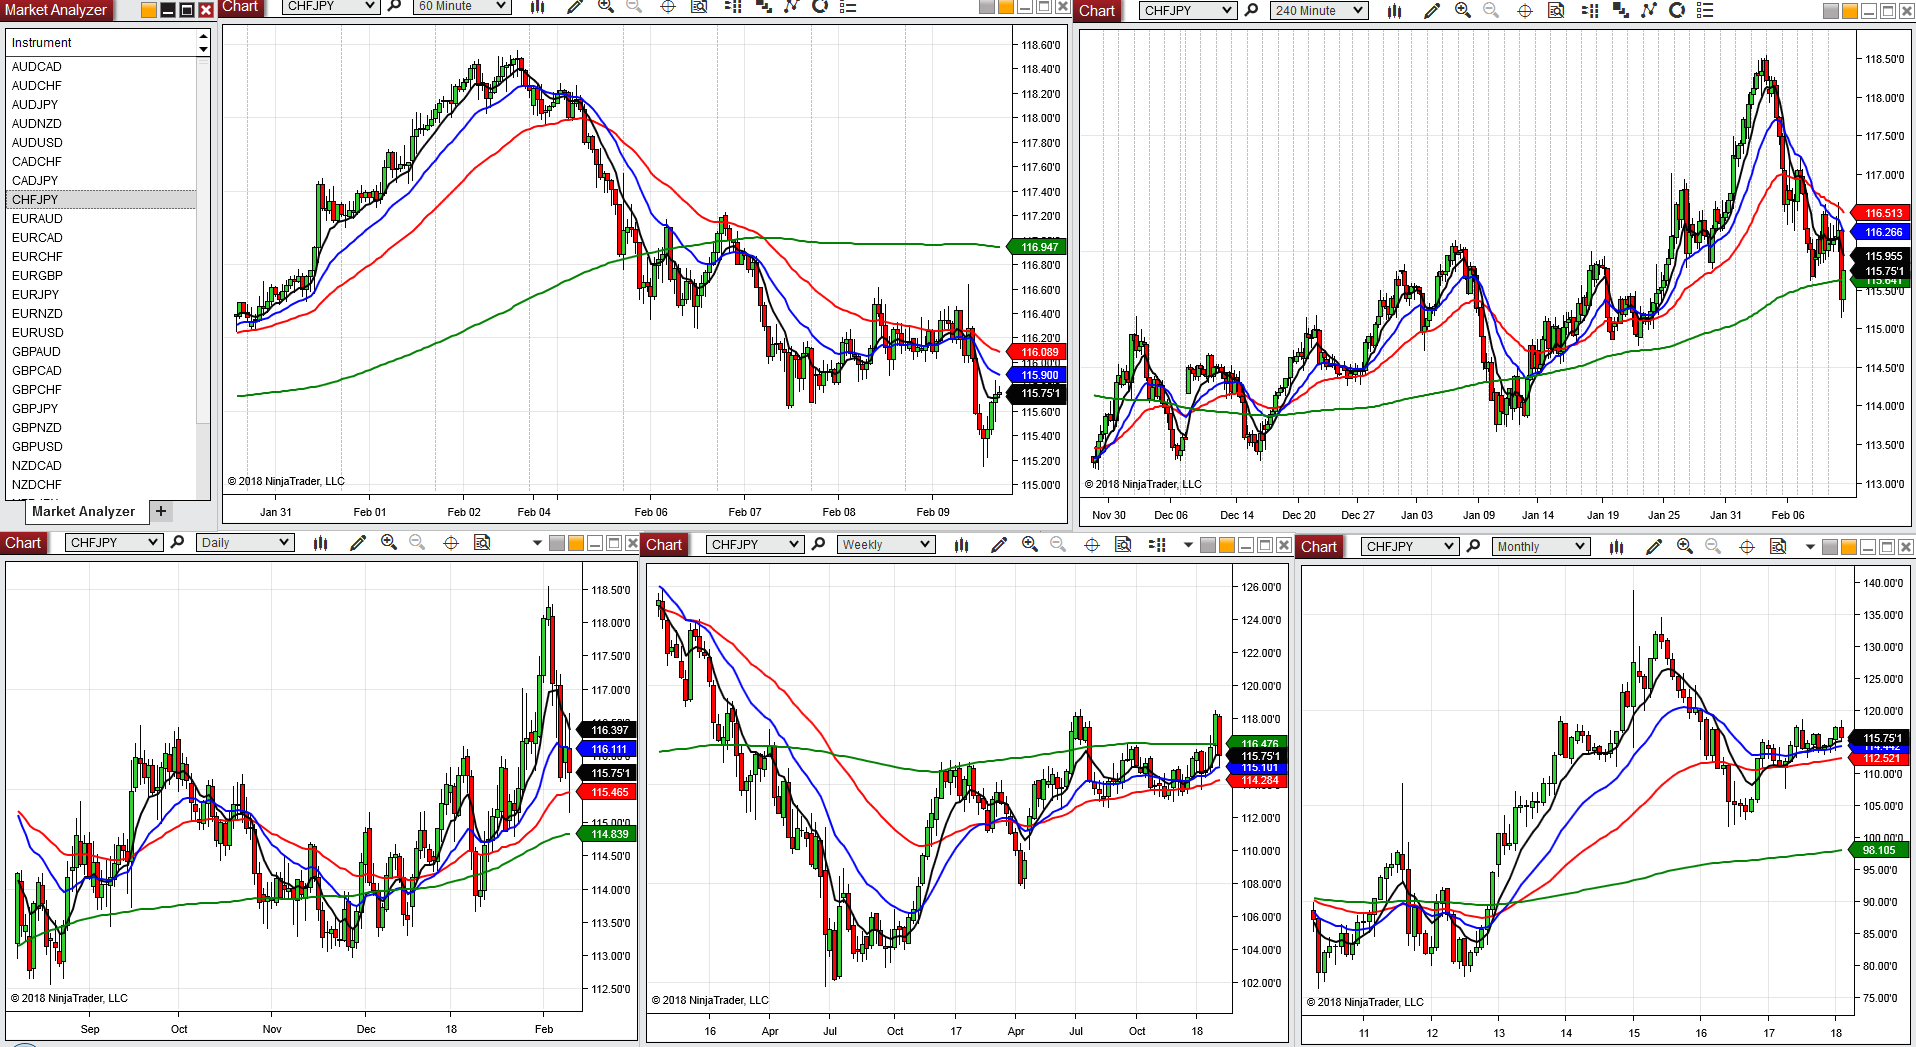 Market Analyzer
Instrument
AUDCAD
AUDCHF
AUDJPY
AUDNZD
AUDUSD
CADCHF
CADJPY
CHFJPY
EURAUD
EURCAD
EURCHF
EURGBP
EURJPY
EURNZD
EURUSD
GBPAUD
GBPCAD
GBPCHF
GBPJPY
GBPNZD
GBPUSD
NZDCAD
NZDCHF
Market Analyzer +
Chart CHFJPY 60 Minute
118.60'0
118.40'0
118.20'0
118.00'0
117.80'0
117.60'0
117.40'0
117.20'0
116.947
116.80'0
116.60'0
116.40'0
116.20'0
116.089
115.900
115.75'1
115.60'0
115.40'0
115.20'0
115.00'0
© 2018 NinjaTrader, LLC
Jan 31 Feb 01 Feb 02 Feb 04 Feb 06 Feb 07 Feb 08 Feb 09
Chart CHFJPY 240 Minute
118.50'0
118.00'0
117.50'0
117.00'0
116.513
116.266
115.955
115.75'1
115.641
115.50'0
115.00'0
114.50'0
114.00'0
113.50'0
113.00'0
© 2018 NinjaTrader, LLC
Nov 30 Dec 06 Dec 14 Dec 20 Dec 27 Jan 03 Jan 09 Jan 14 Jan 19 Jan 25 Jan 31 Feb 06
Chart CHFJPY Daily
118.50'0
118.00'0
117.50'0
117.00'0
116.397
116.111
115.75'1
115.465
115.00'0
114.839
114.50'0
114.00'0
113.50'0
113.00'0
112.50'0
© 2018 NinjaTrader, LLC
Sep Oct Nov Dec 18 Feb
Chart CHFJPY Weekly
126.00'0
124.00'0
122.00'0
120.00'0
118.00'0
116.476
115.75'1
115.101
114.284
112.00'0
110.00'0
108.00'0
106.00'0
104.00'0
102.00'0
© 2018 NinjaTrader, LLC
16 Apr Jul Oct 17 Apr Jul Oct 18
Chart CHFJPY Monthly
140.00'0
135.00'0
130.00'0
125.00'0
120.00'0
115.75'1
114.442
112.521
110.00'0
105.00'0
100.00'0
98.105
95.00'0
90.00'0
85.00'0
80.00'0
75.00'0
© 2018 NinjaTrader, LLC
11 12 13 14 15 16 17 18